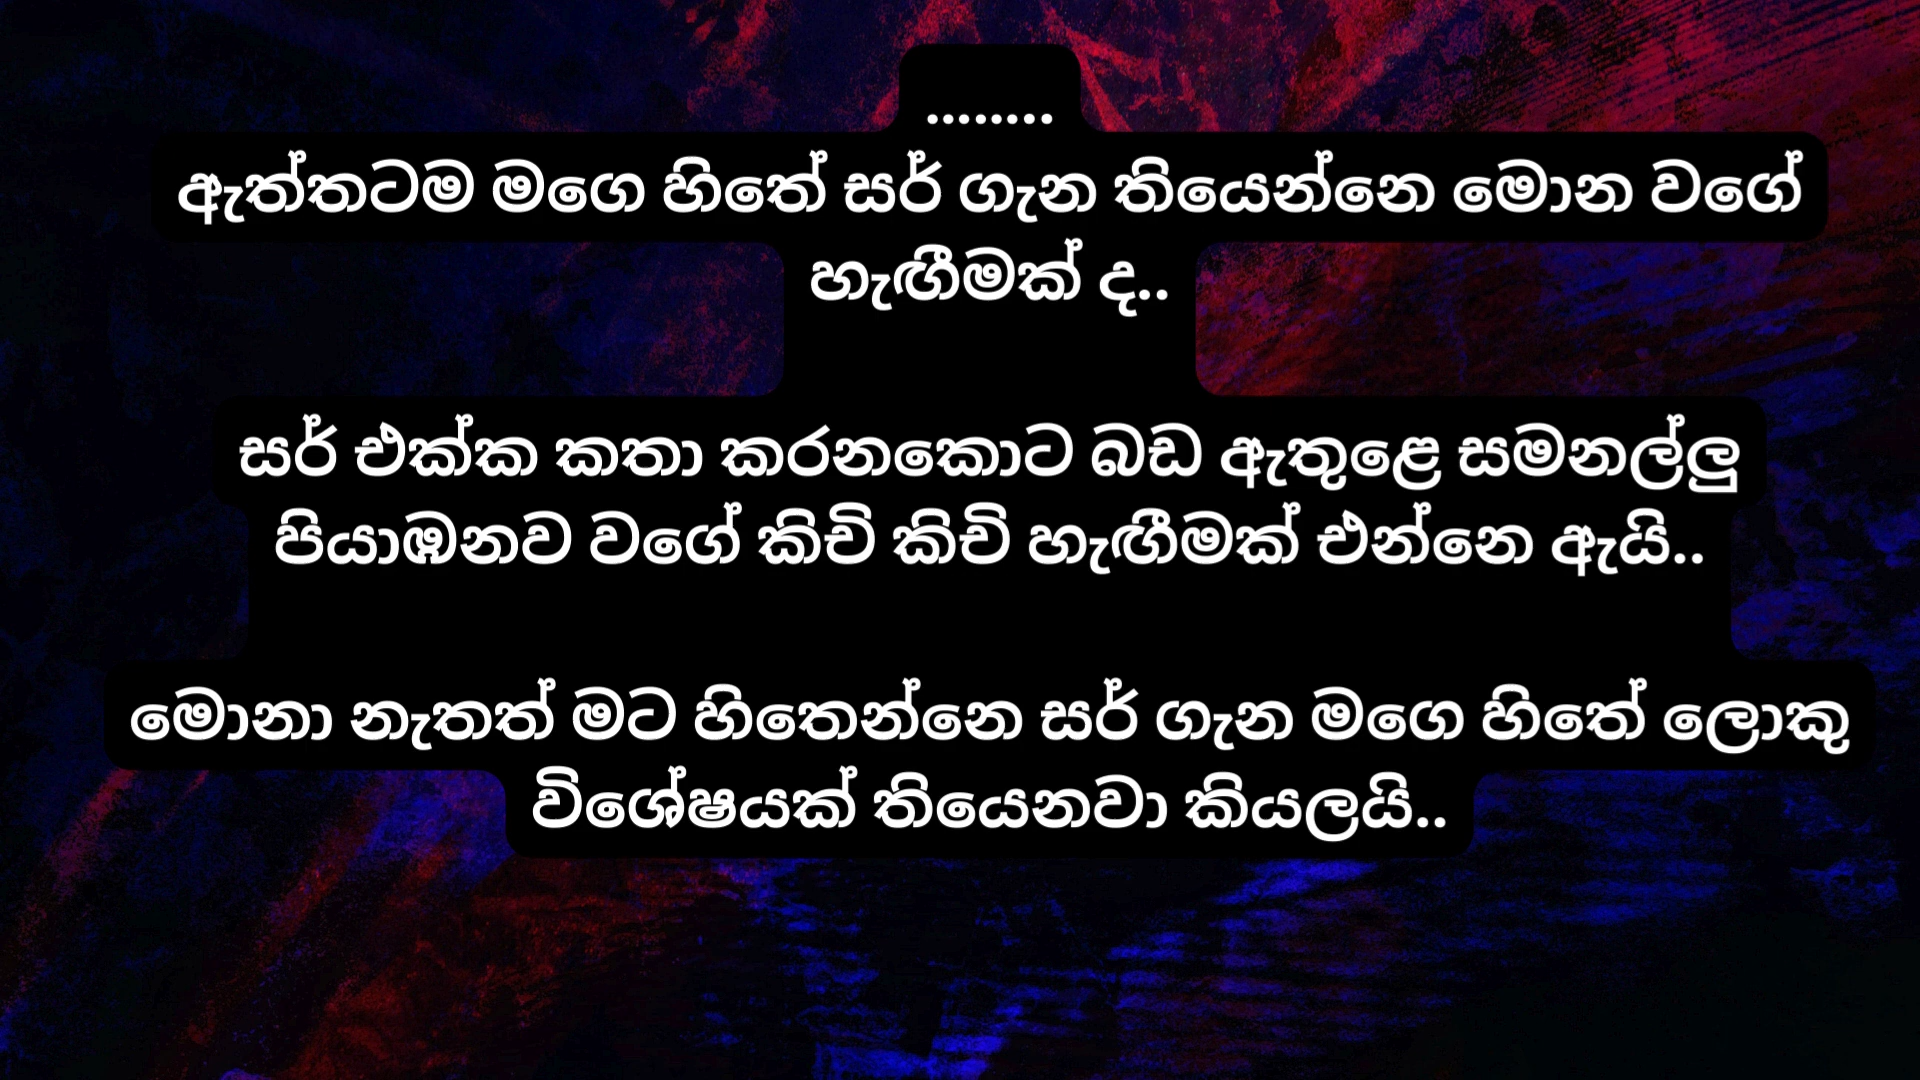 ........
ඇත්තටම මගෙ හිතේ සර් ගැන තියෙන්නෙ මොන වගේ
හැඟීමක් ද..
සර් එක්ක කතා කරනකොට බඩ ඇතුළෙ සමනල්ලු
පියාඹනව වගේ කිචි කිචි හැඟීමක් එන්නෙ ඇයි..
මොනා නැතත් මට හිතෙන්නෙ සර් ගැන මගෙ හිතේ ලොකු
විශේෂයක් තියෙනවා කියලයි..